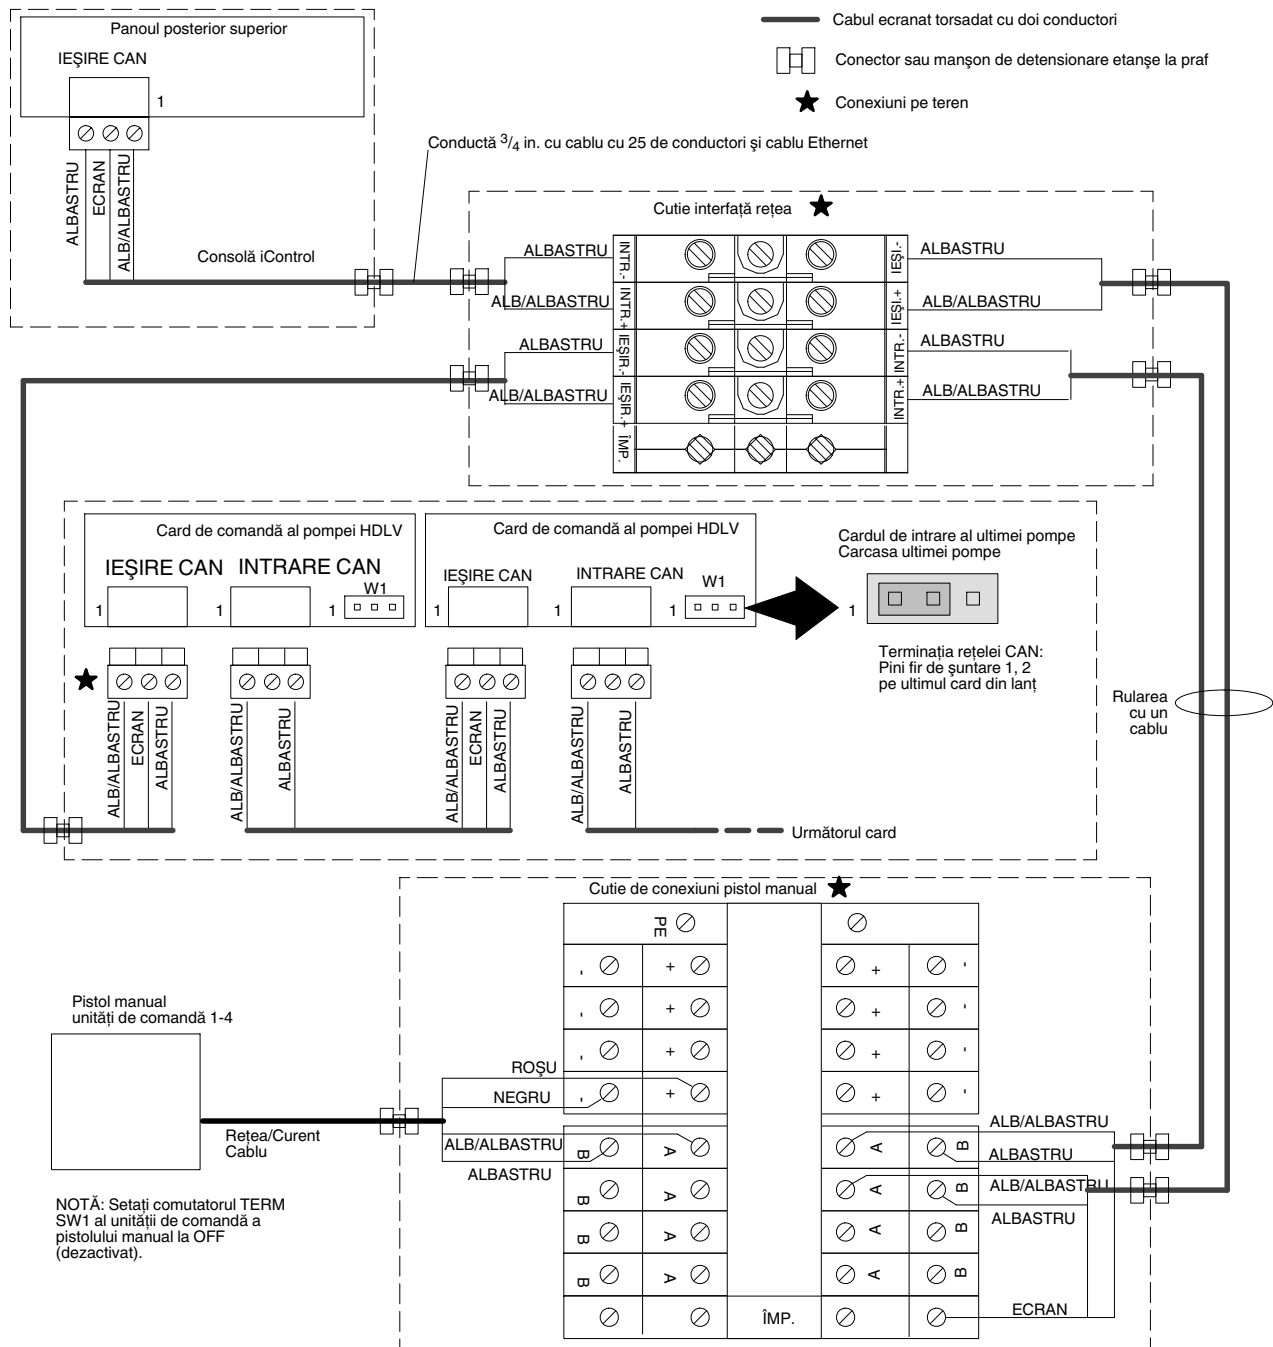 Cabul ecranat torsadat cu doi conductori
Conector sau manşon de detensionare etanşe la praf
Conexiuni pe teren
Panoul posterior superior
IEŞIRE CAN
1
ALBASTRU
ECRAN
ALB/ALBASTRU
Consolă iControl
Conductă 3/4 in. cu cablu cu 25 de conductori şi cablu Ethernet
Cutie interfaţă reţea
ALBASTRU
ALB/ALBASTRU
ALBASTRU
ALB/ALBASTRU
INTR.-
INTR.+
IEŞIR.-
IEŞIR.+
ÎMP.
IEŞI.-
IEŞI.+
INTR.-
INTR.+
ALBASTRU
ALB/ALBASTRU
ALBASTRU
ALB/ALBASTRU
Card de comandă al pompei HDLV
IEŞIRE CAN
INTRARE CAN
W1
1
1
1
Card de comandă al pompei HDLV
IEŞIRE CAN
INTRARE CAN
W1
1
1
1
Cardul de intrare al ultimei pompe
Carcasa ultimei pompe
1
Terminaţia reţelei CAN:
Pini fir de şuntare 1, 2
pe ultimul card din lanţ
ALB/ALBASTRU
ECRAN
ALBASTRU
ALB/ALBASTRU
ALBASTRU
ALB/ALBASTRU
ECRAN
ALBASTRU
ALB/ALBASTRU
ALBASTRU
Următorul card
Rularea
cu un
cablu
Cutie de conexiuni pistol manual
PE
- + + -
- + + -
- + + -
- + + -
B A A B
B A A B
B A A B
B A A B
ÎMP.
Pistol manual
unităţi de comandă 1-4
Reţea/Curent
Cablu
ROŞU
NEGRU
ALB/ALBASTRU
ALBASTRU
ALB/ALBASTRU
ALBASTRU
ALB/ALBASTRU
ALBASTRU
ECRAN
NOTĂ: Setaţi comutatorul TERM
SW1 al unităţii de comandă a
pistolului manual la OFF
(dezactivat).